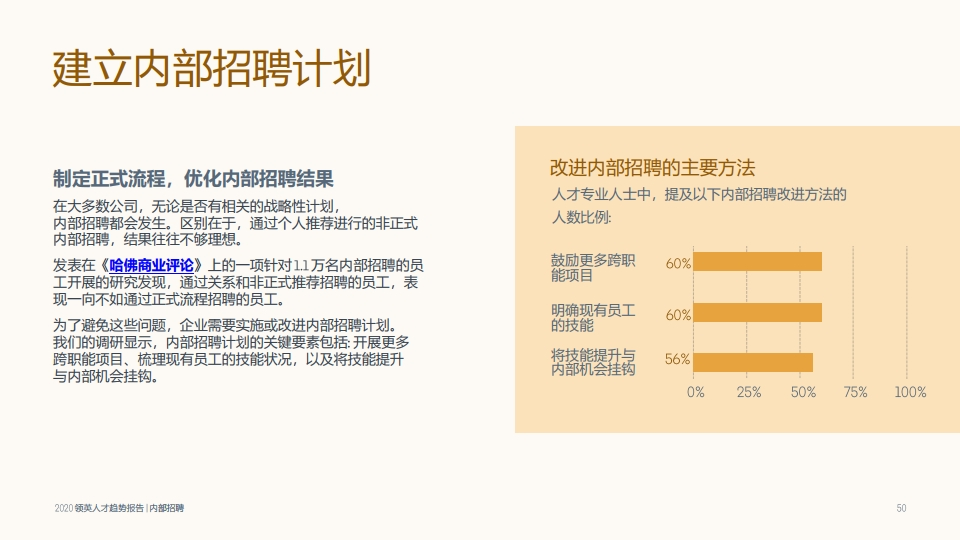 建立内部招聘计划
制定正式流程，优化内部招聘结果
在大多数公司，无论是否有相关的战略性计划，
内部招聘都会发生。区别在于，通过个人推荐进行的非正式
内部招聘，结果往往不够理想。
发表在《哈佛商业评论》上的一项针对11万名内部招聘的员
工开展的研究发现，通过关系和非正式推荐招聘的员工，表
现一向不如通过正式流程招聘的员工。
为了避免这些问题，企业需要实施或改进内部招聘计划。
我们的调研显示，内部招聘计划的关键要素包括: 开展更多
跨职能项目、梳理现有员工的技能状况，以及将技能提升
与内部机会挂钩。
改进内部招聘的主要方法
人才专业人士中，提及以下内部招聘改进方法的
人数比例:
鼓励更多跨职
能项目
60%
明确现有员工
的技能
60%
将技能提升与
内部机会挂钩
56%
0% 25% 50% 75% 100%
2020 领英人才趋势报告 | 内部招聘
50